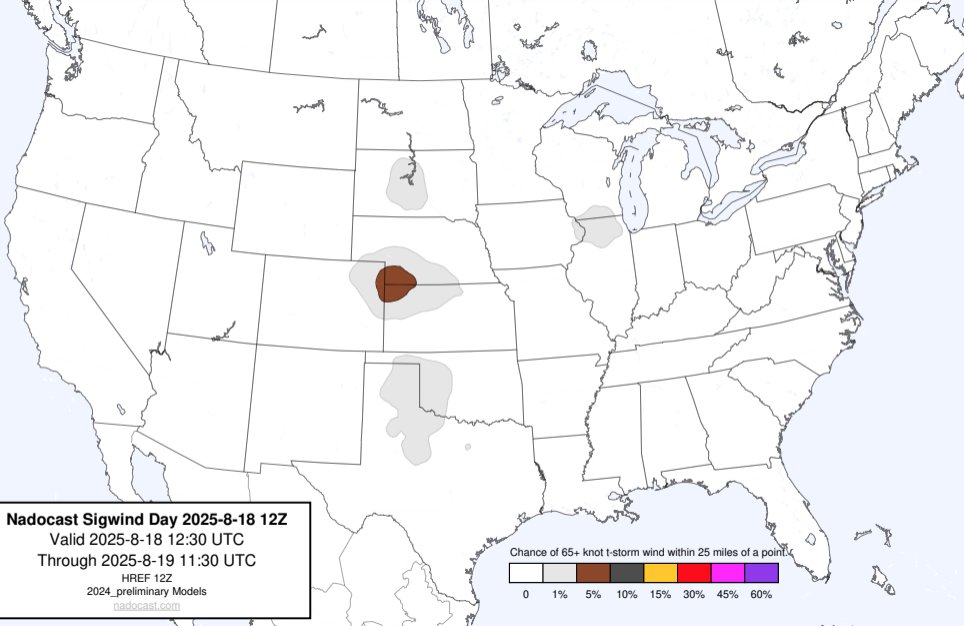 Nadocast Sigwind Day 2025-8-18 12Z
Valid 2025-8-18 12:30 UTC
Through 2025-8-19 11:30 UTC
HREF 12Z
2024_preliminary Models
nadocast.com
Chance of 65+ knot t-storm wind within 25 miles of a point.
0 1% 5% 10% 15% 30% 45% 60%